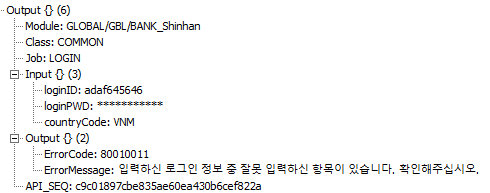 Output {} (6)
Module: GLOBAL/GBL/BANK_Shinhan
Class: COMMON
Job: LOGIN
Input {} (3)
loginID: adaf645646
loginPWD: ***********
countryCode: VNM
Output {} (2)
ErrorCode: 80010011
ErrorMessage: 입력하신 로그인 정보 중 잘못 입력하신 항목이 있습니다. 확인해주십시오.
API_SEQ: c9c01897cbe835ae60ea430b6cef822a